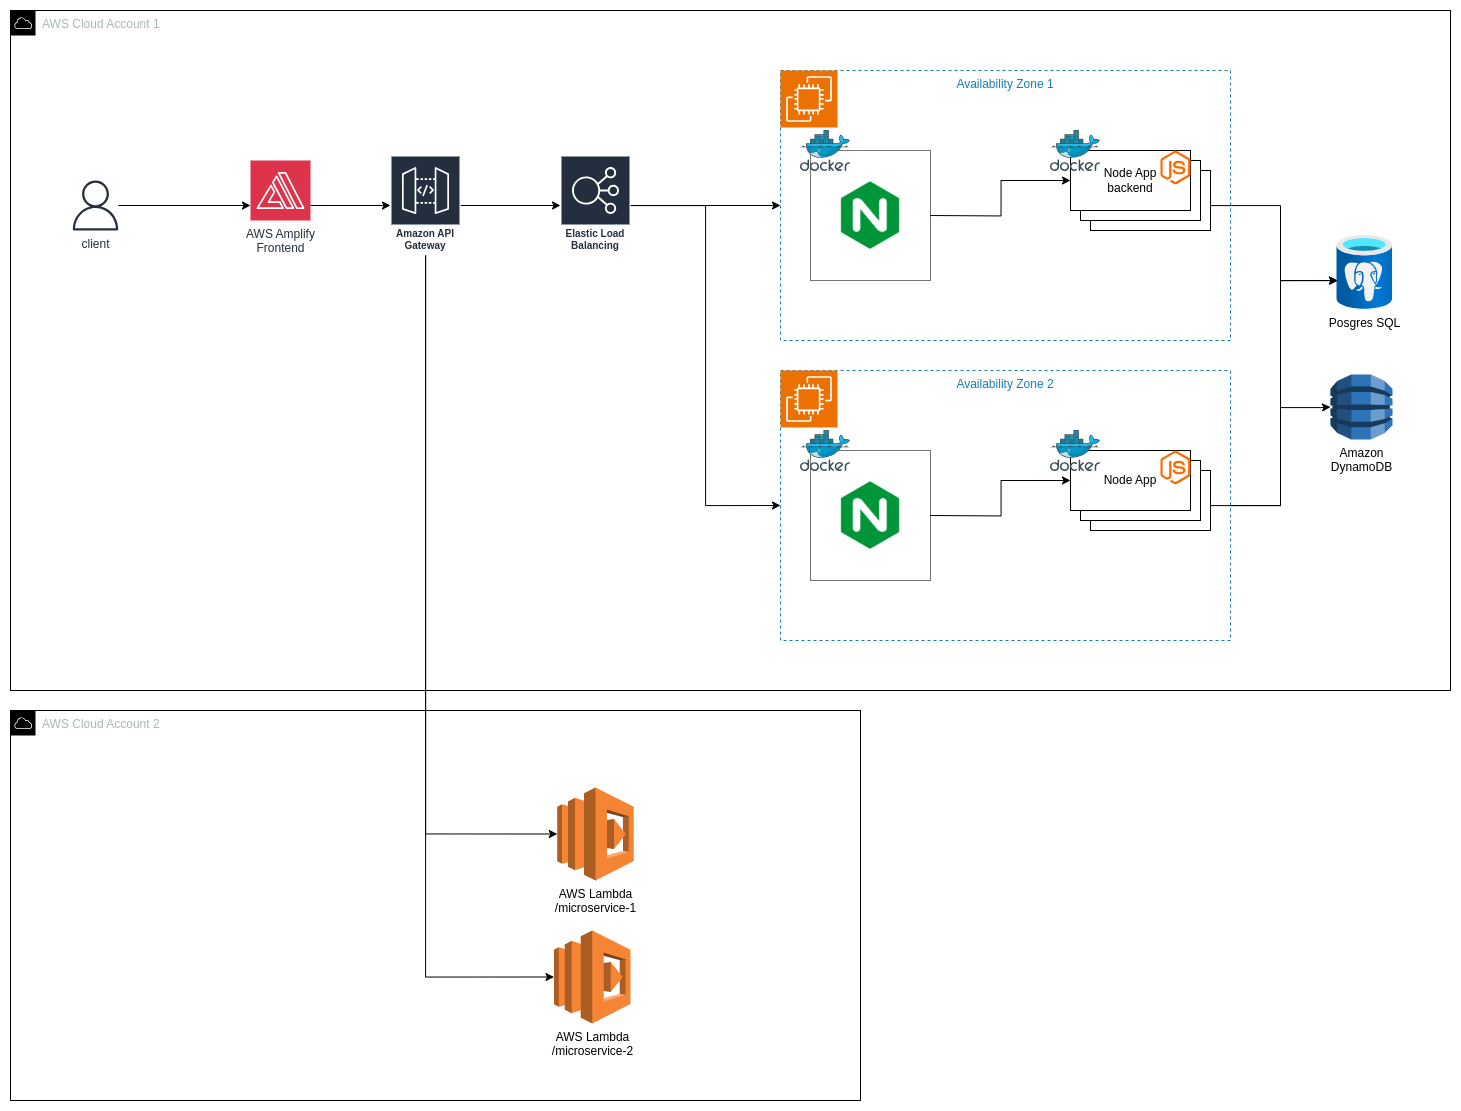 AWS Cloud Account 1
Availability Zone 1
docker
docker
Node App
backend
JS
client
AWS Amplify
Frontend
Amazon API
Gateway
</>
Elastic Load
Balancing
N
Posgres SQL
Availability Zone 2
docker
docker
Node App
JS
N
Amazon
DynamoDB
AWS Cloud Account 2
AWS Lambda
/microservice-1
AWS Lambda
/microservice-2